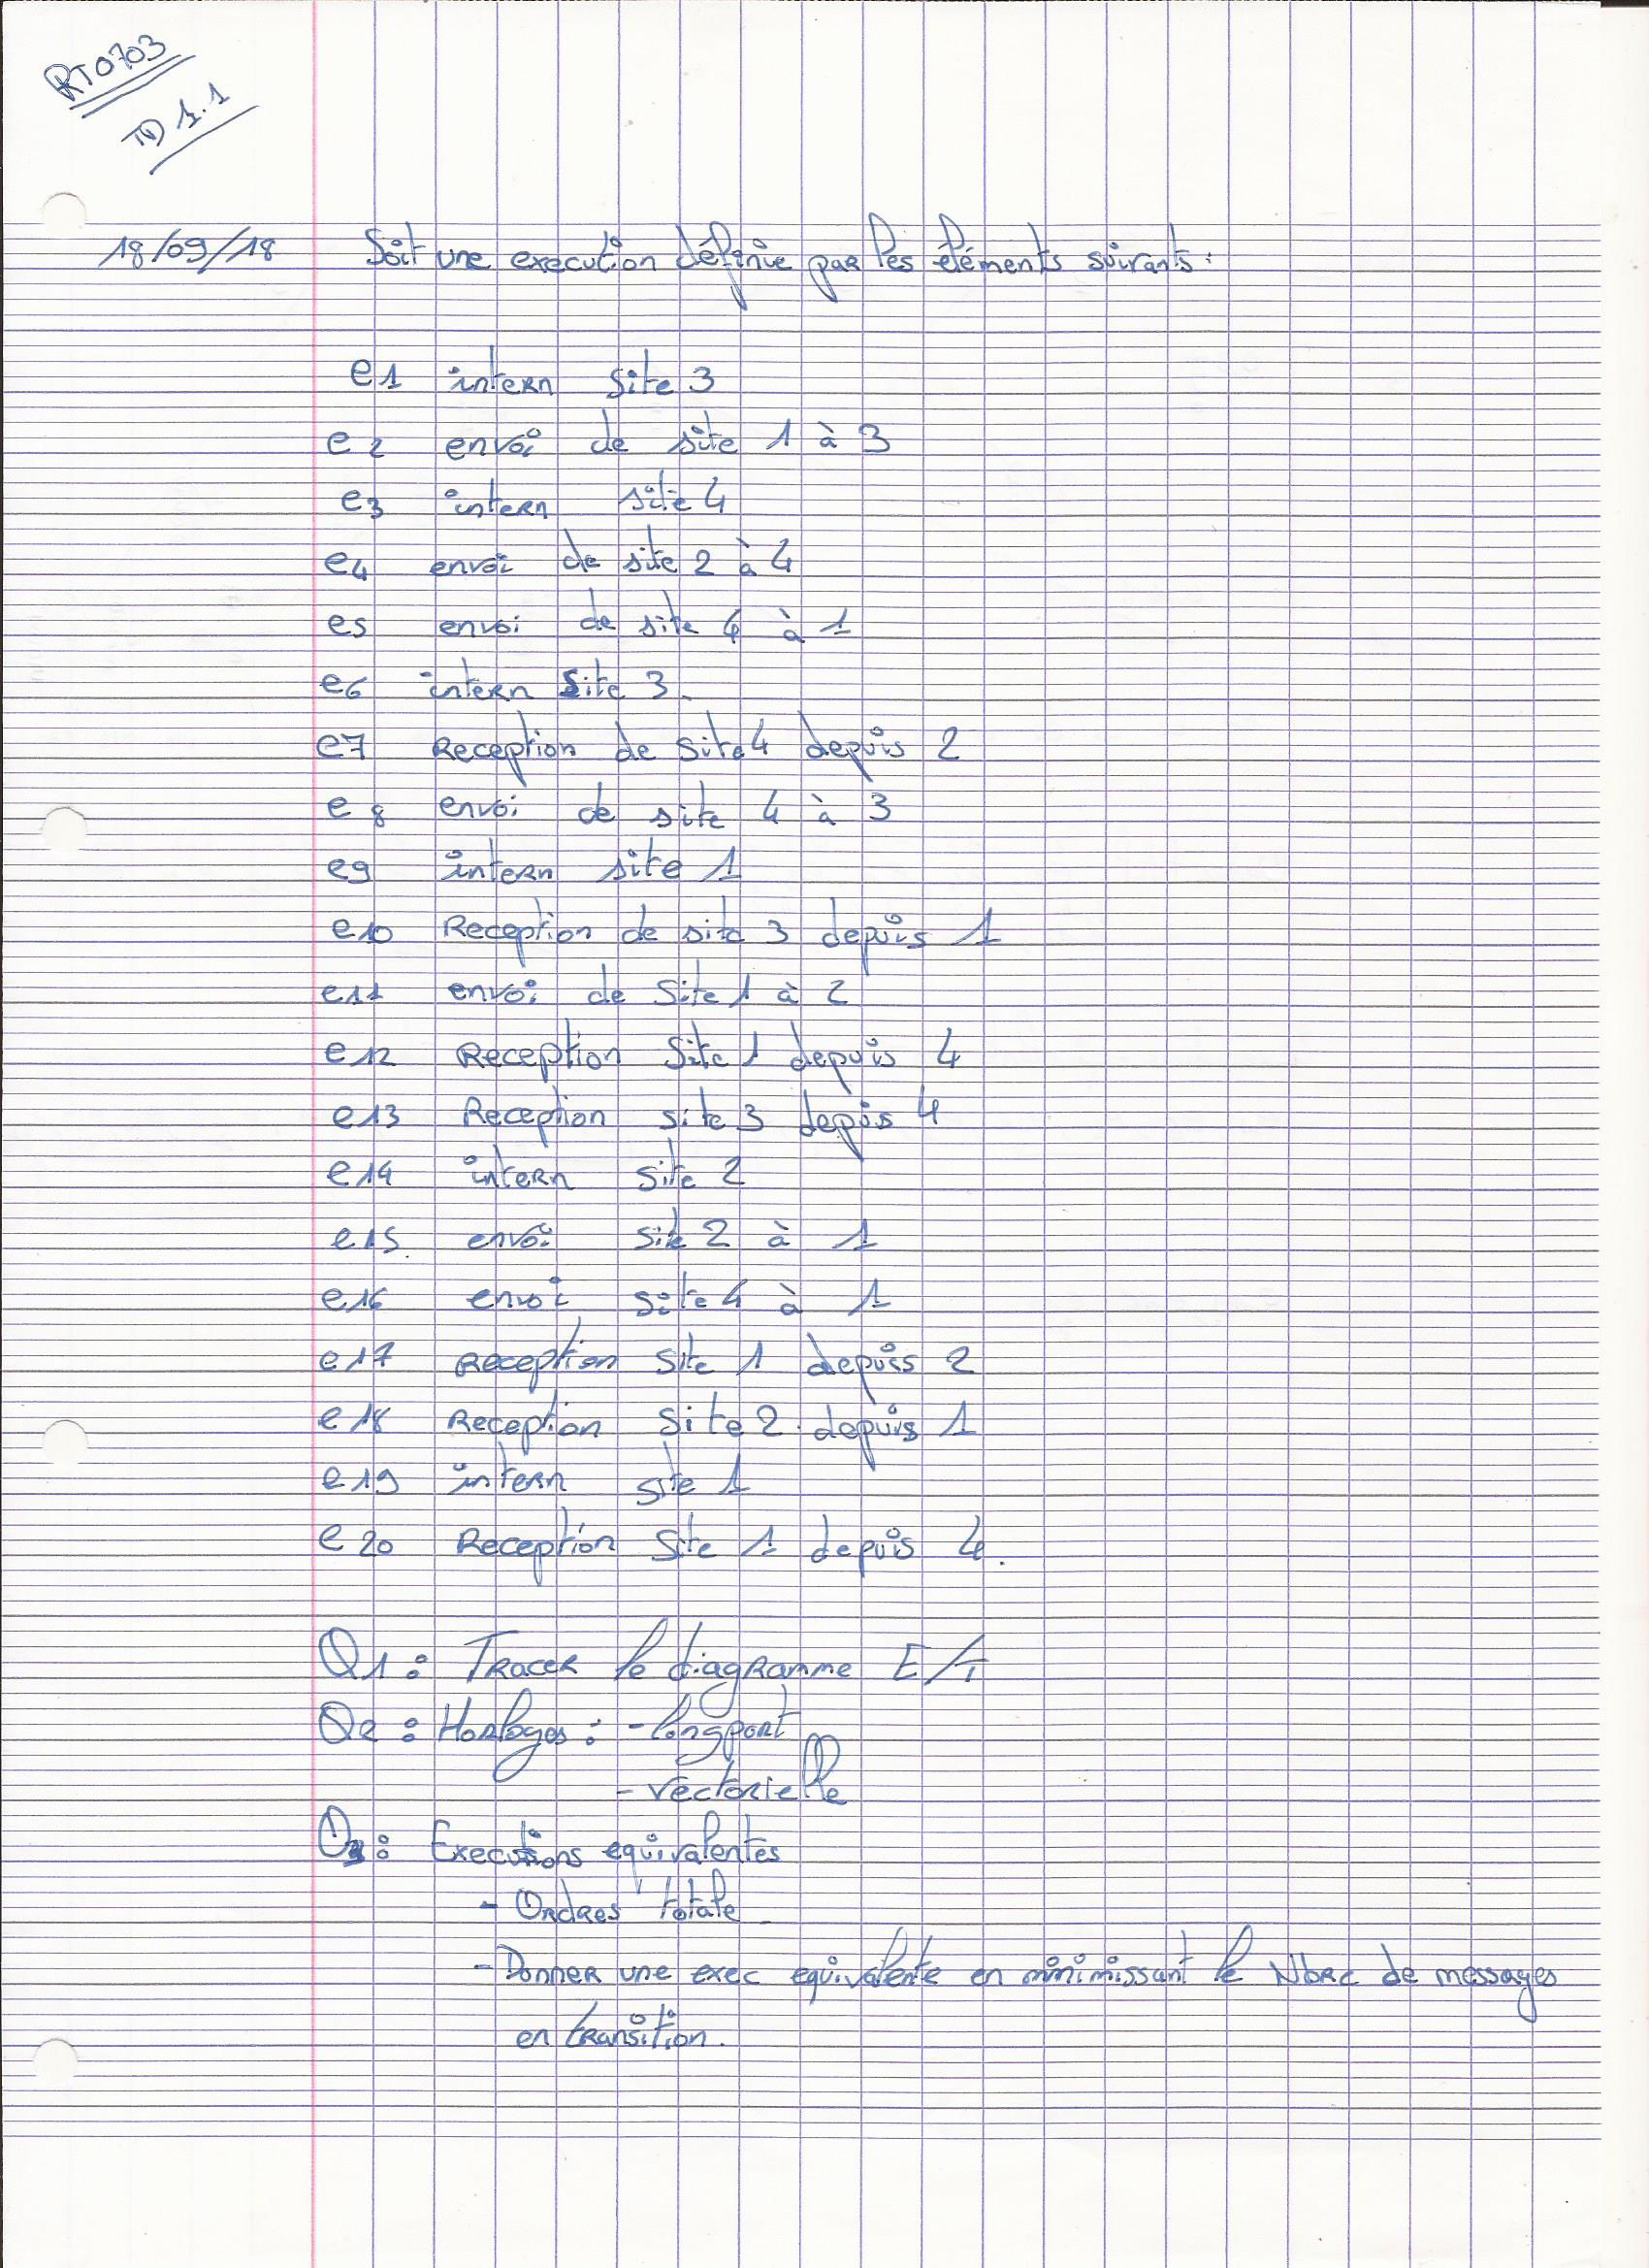 RT0703
TD 1.1
18/09/18 Soit une execution définie par les éléments suivants :
e1 intern Site 3
e2 envoi de site 1 à 3
e3 intern site 4
e4 envoi de site 2 à 4
e5 envoi de site 4 à 1
e6 intern Site 3.
e7 Reception de Site 4 depuis 2
e8 envoi de site 4 à 3
e9 intern site 1
e10 Reception de site 3 depuis 1
e11 envoi de Site 1 à 2
e12 Reception Site 1 depuis 4
e13 Reception site 3 depuis 4
e14 intern Site 2
e15 envoi Site 2 à 1
e16 envoi site 4 à 1
e17 Reception Site 1 depuis 2
e18 Reception Site 2 depuis 1
e19 intern site 1
e20 Reception Site 1 depuis 4.
Q1 : Tracer le diagramme E/T
Q2 : Horloges : - longport
- vectorielle
Q3 : Executions equivalentes
- Ordres totale
- Donner une exec equivalente en minimissant le Nbre de messages
en transition.